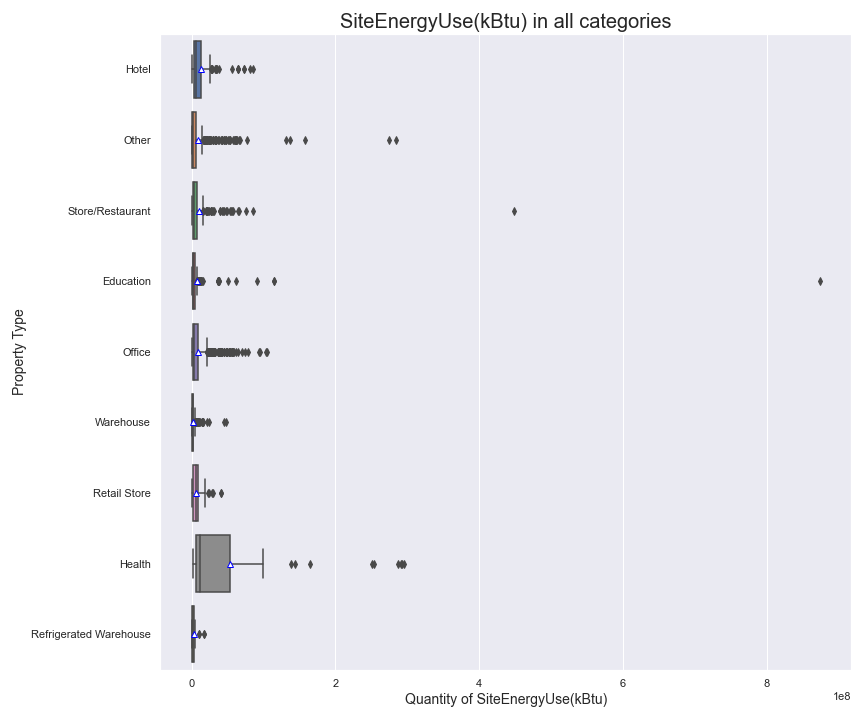 SiteEnergyUse(kBtu) in all categories
Hotel
Other
Store/Restaurant
Education
Office
Warehouse
Retail Store
Health
Refrigerated Warehouse
Property Type
0 2 4 6 8
1e8
Quantity of SiteEnergyUse(kBtu)